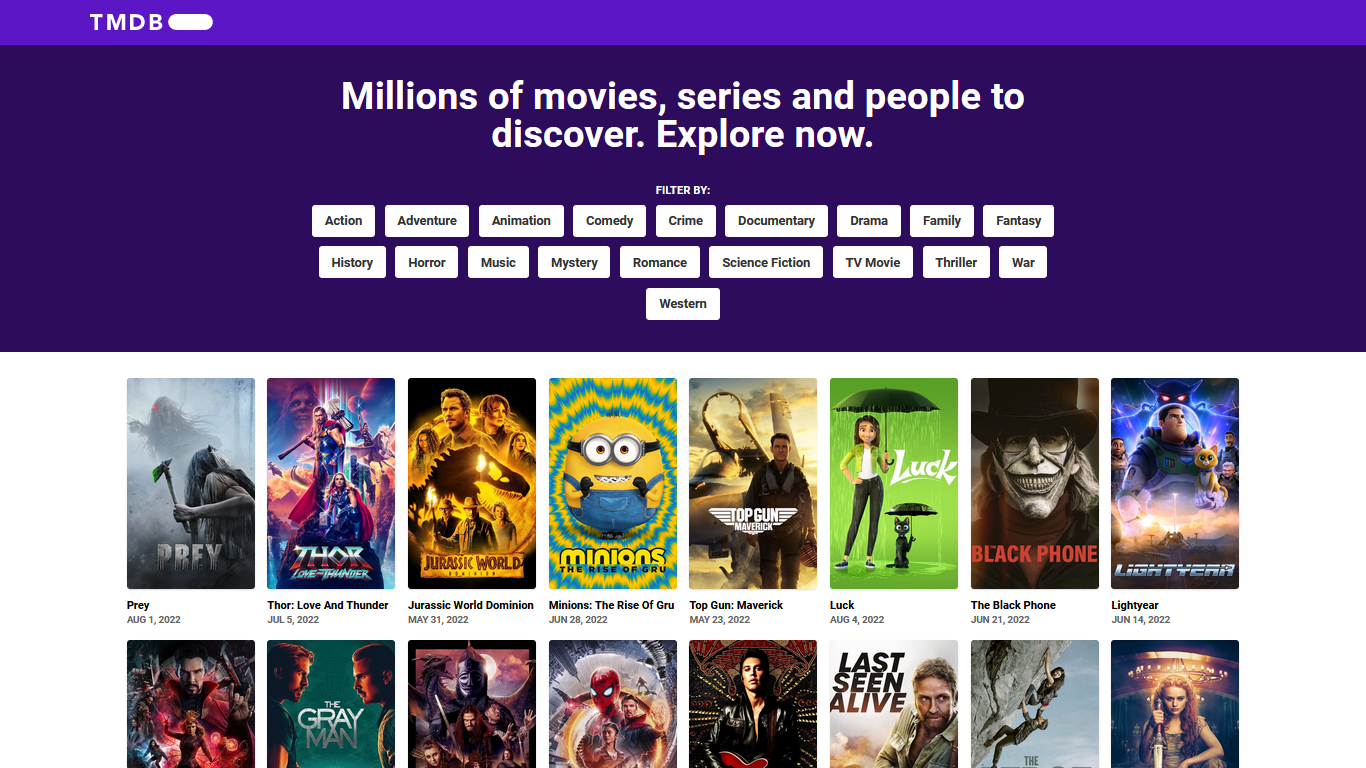 TMDB
Millions of movies, series and people to
discover. Explore now.
FILTER BY:
Action Adventure Animation Comedy Crime Documentary Drama Family Fantasy
History Horror Music Mystery Romance Science Fiction TV Movie Thriller War
Western
PREY
THOR
LOVE AND THUNDER
JURASSIC WORLD
DOMINION
MINIONS
THE RISE OF GRU
TOP GUN
MAVERICK
Luck
BLACK PHONE
LIGHTYEAR
Prey Thor: Love And Thunder Jurassic World Dominion Minions: The Rise Of Gru Top Gun: Maverick Luck The Black Phone Lightyear
AUG 1, 2022 JUL 5, 2022 MAY 31, 2022 JUN 28, 2022 MAY 23, 2022 AUG 4, 2022 JUN 21, 2022 JUN 14, 2022
THE
GRAY
MAN
LAST
SEEN
ALIVE
THE